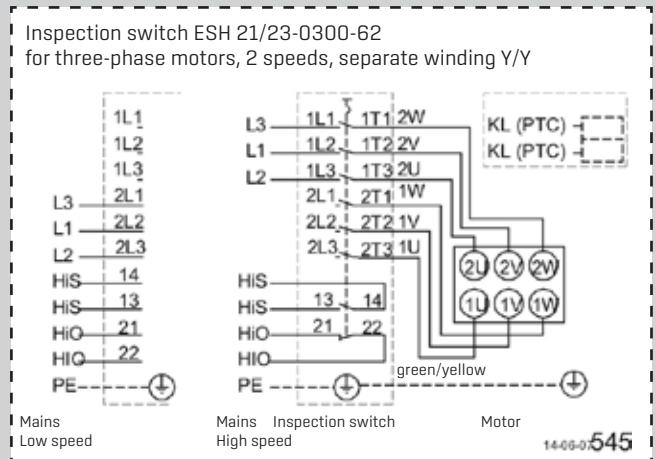 Inspection switch ESH 21/23-0300-62
for three-phase motors, 2 speeds, separate winding Y/Y
1L1
1L2
1L3
L3 2L1
L1 2L2
L2 2L3
HiS 14
HiS 13
HiO 21
HIO 22
PE
L3 1L1 1T1 2W
L1 1L2 1T2 2V
L2 1L3 1T3 2U
2L1 2T1 1W
2L2 2T2 1V
2L3 2T3 1U
HiS
HiS 13 14
HiO 21 22
HIO
PE
green/yellow
KL (PTC)
KL (PTC)
2U 2V 2W
1U 1V 1W
Mains
Low speed
Mains Inspection switch
High speed
Motor
14-06-07 545